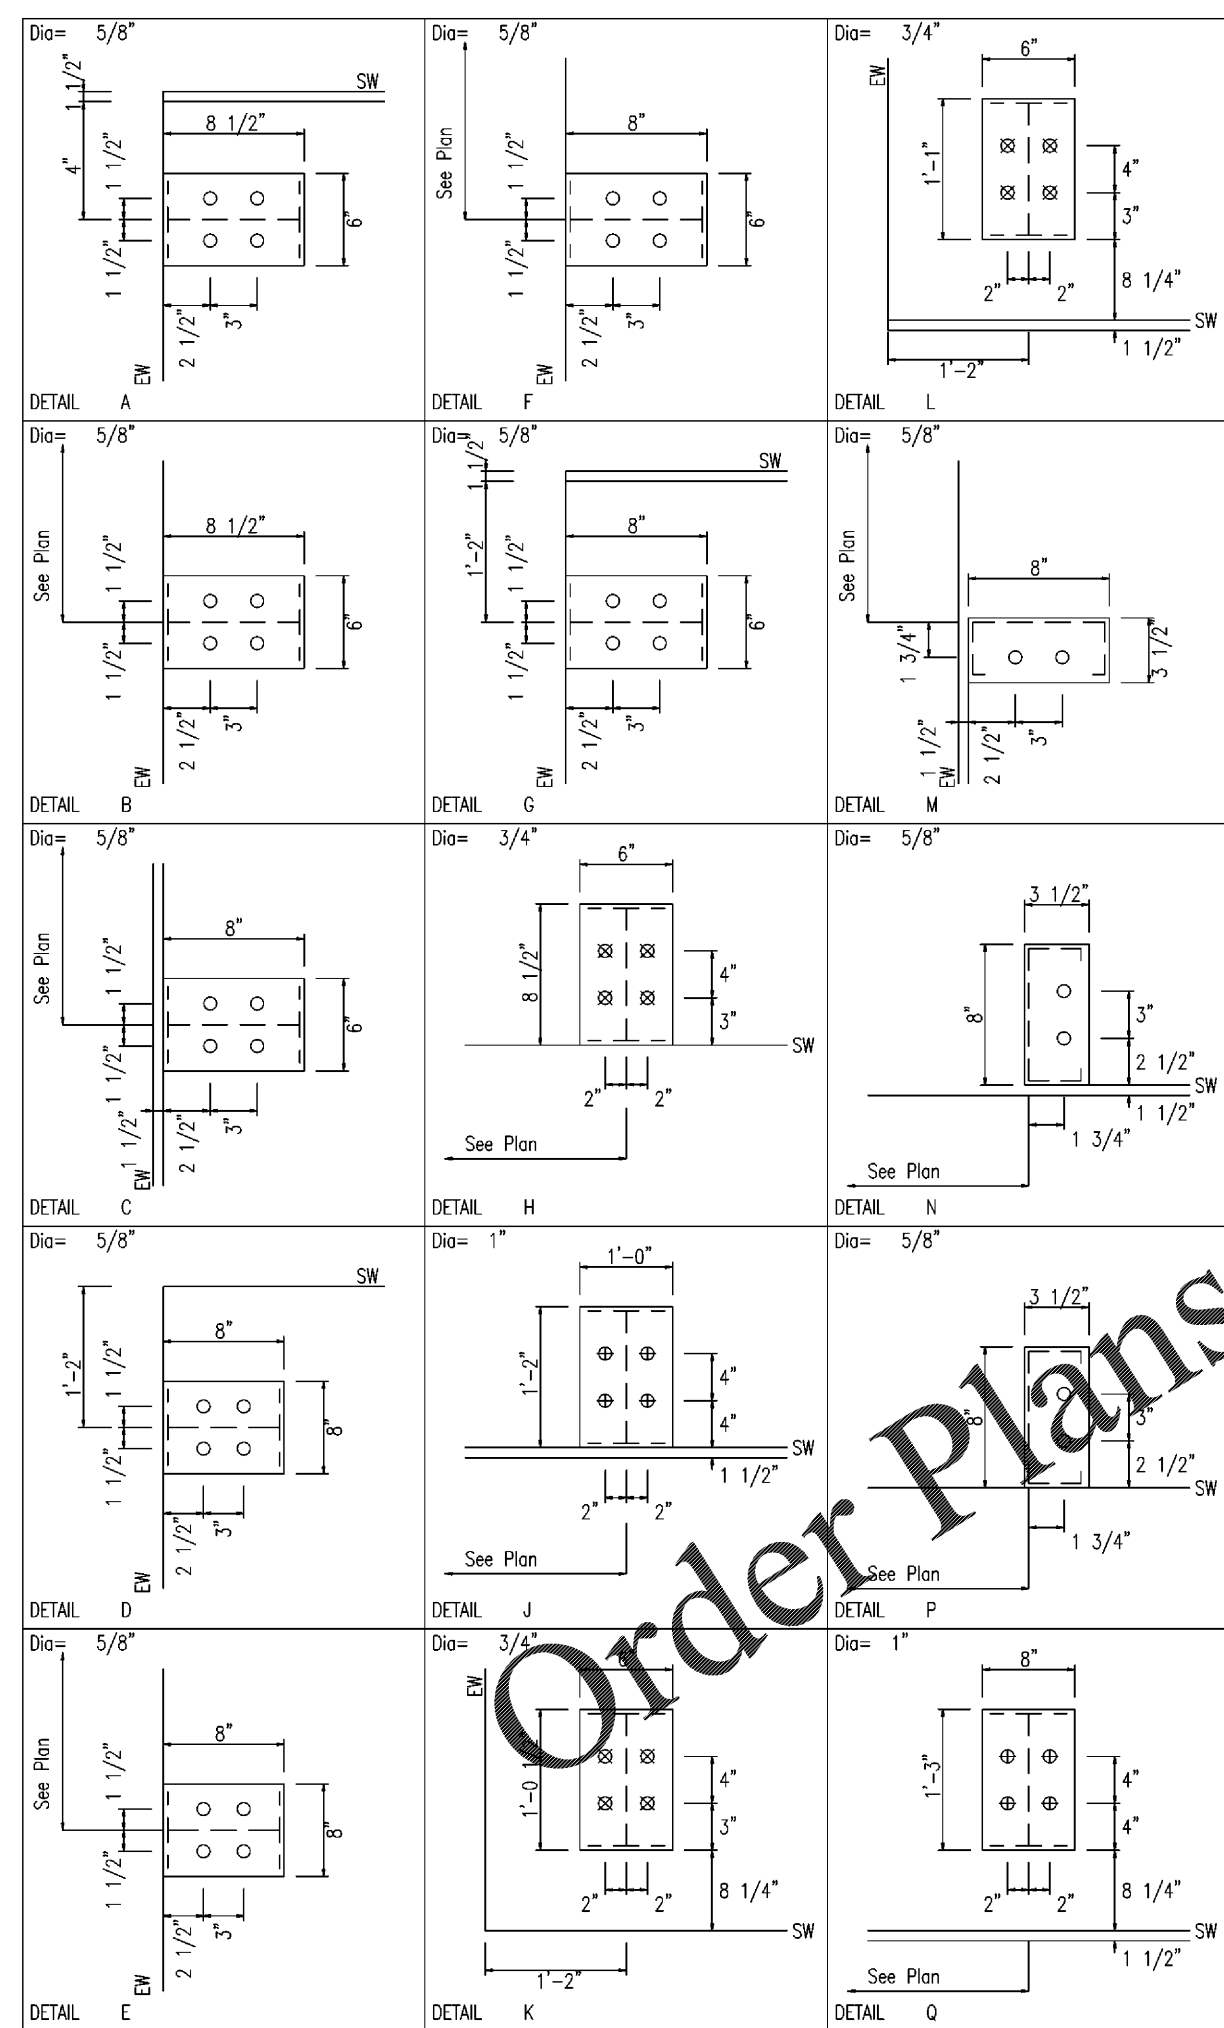 Dia= 5/8"
SW
1 1/2"
4"
8 1/2"
1 1/2"
6"
1 1/2"
2 1/2"
3"
EW
DETAIL A
Dia= 5/8"
See Plan
8"
1 1/2"
6"
1 1/2"
2 1/2"
3"
EW
DETAIL F
Dia= 3/4"
EW
6"
1'-1"
4"
3"
2"
2"
8 1/4"
SW
1 1/2"
1'-2"
DETAIL L
Dia= 5/8"
See Plan
8 1/2"
1 1/2"
6"
1 1/2"
2 1/2"
3"
EW
DETAIL B
Dia= 5/8"
SW
1 1/2"
1'-2"
8"
1 1/2"
6"
1 1/2"
2 1/2"
3"
EW
DETAIL G
Dia= 5/8"
See Plan
8"
1 3/4"
3 1/2"
1 1/2"
2 1/2"
3"
EW
DETAIL M
Dia= 5/8"
See Plan
8"
1 1/2"
6"
1 1/2"
1 1/2"
2 1/2"
3"
EW
DETAIL C
Dia= 3/4"
6"
8 1/2"
4"
3"
SW
2"
2"
See Plan
DETAIL H
Dia= 5/8"
3 1/2"
8"
3"
2 1/2"
SW
1 1/2"
1 3/4"
See Plan
DETAIL N
Dia= 5/8"
SW
1'-2"
8"
1 1/2"
8"
1 1/2"
2 1/2"
3"
EW
DETAIL D
Dia= 1"
1'-0"
1'-2"
4"
4"
SW
1 1/2"
2"
2"
See Plan
DETAIL J
Dia= 5/8"
3 1/2"
8"
3"
2 1/2"
SW
1 3/4"
See Plan
DETAIL P
Dia= 5/8"
See Plan
8"
1 1/2"
8"
1 1/2"
2 1/2"
3"
EW
DETAIL E
Dia= 3/4"
EW
6"
1'-0
4"
3"
2"
2"
8 1/4"
SW
1'-2"
DETAIL K
Dia= 1"
8"
1'-3"
4"
4"
2"
2"
8 1/4"
SW
1 1/2"
See Plan
DETAIL Q
Order Plans